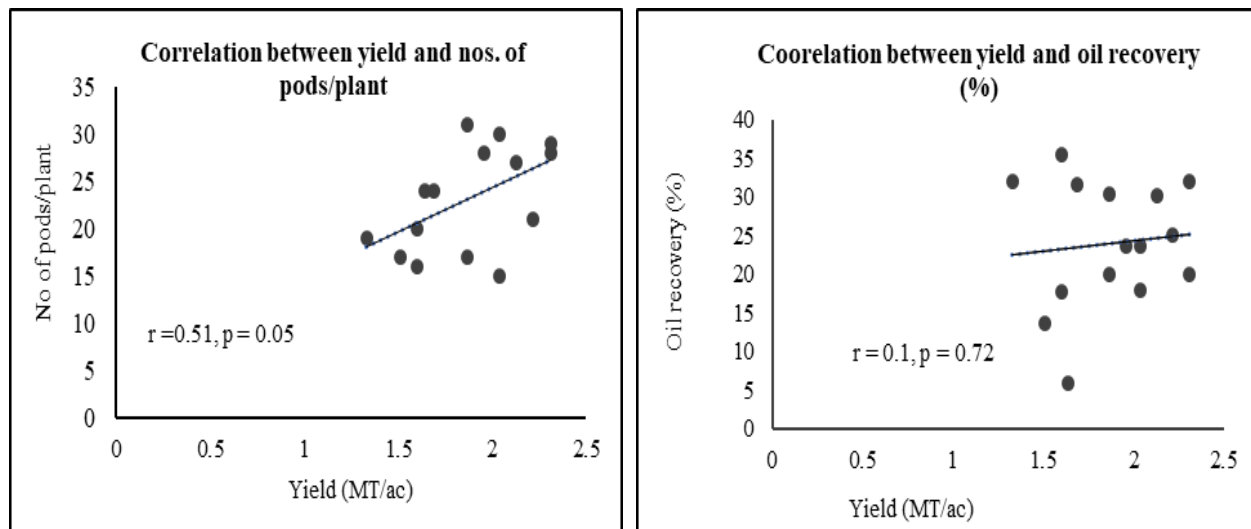 Correlation between yield and nos. of
pods/plant
35
30
25
20
15
10
5
0
No of pods/plant
r =0.51, p = 0.05
0 0.5 1 1.5 2 2.5
Yield (MT/ac)
Coorelation between yield and oil recovery
(%)
40
35
30
25
20
15
10
5
0
Oil recovery (%)
r = 0.1, p = 0.72
0 0.5 1 1.5 2 2.5
Yield (MT/ac)